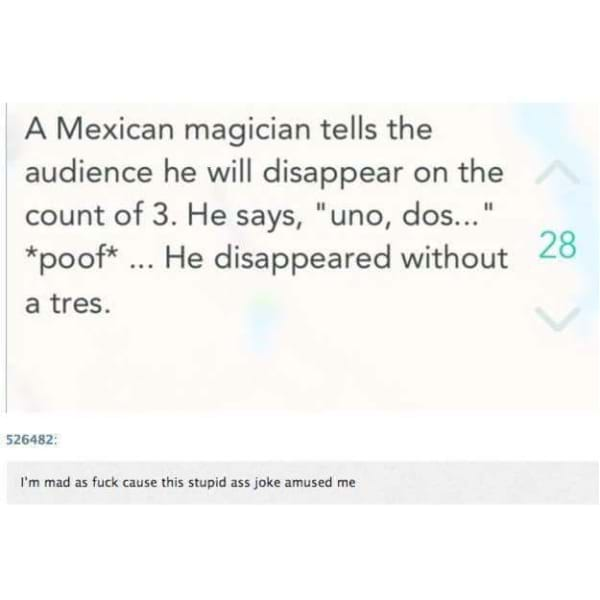 A Mexican magician tells the
audience he will disappear on the
count of 3. He says, "uno, dos..."
*poof* ... He disappeared without
a tres.
28
526482:
I'm mad as fuck cause this stupid ass joke amused me